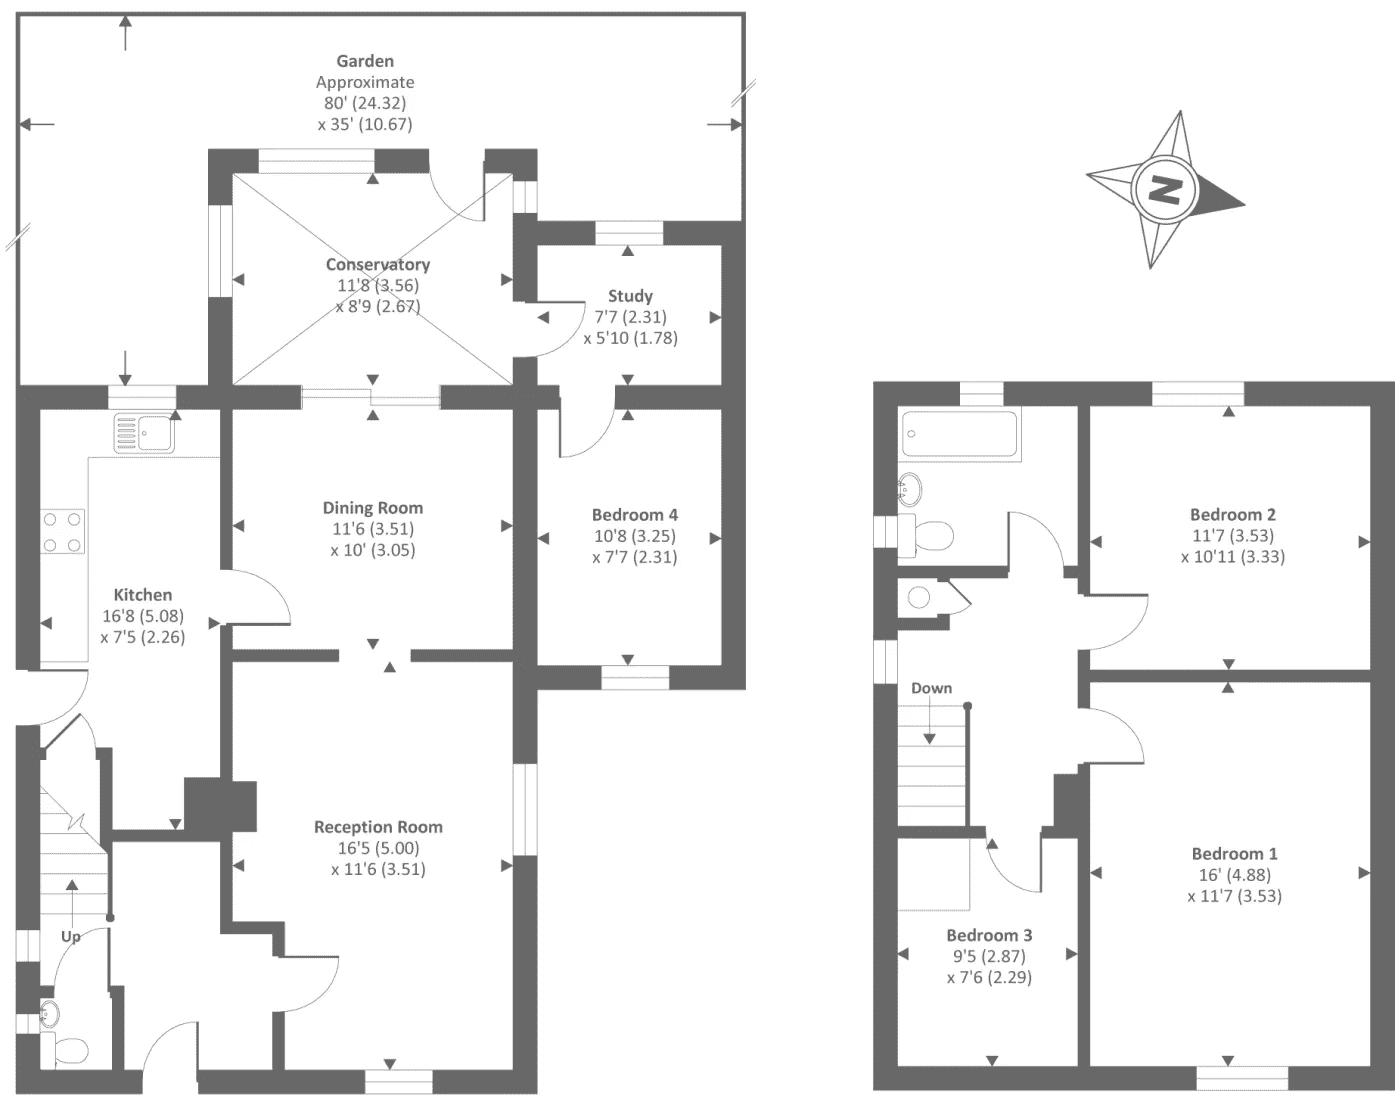 Garden
Approximate
80' (24.32)
x 35' (10.67)
Conservatory
11'8 (3.56)
x 8'9 (2.67)
Study
7'7 (2.31)
x 5'10 (1.78)
Dining Room
11'6 (3.51)
x 10' (3.05)
Bedroom 4
10'8 (3.25)
x 7'7 (2.31)
Kitchen
16'8 (5.08)
x 7'5 (2.26)
Reception Room
16'5 (5.00)
x 11'6 (3.51)
Up
N
Bedroom 2
11'7 (3.53)
x 10'11 (3.33)
Down
Bedroom 1
16' (4.88)
x 11'7 (3.53)
Bedroom 3
9'5 (2.87)
x 7'6 (2.29)